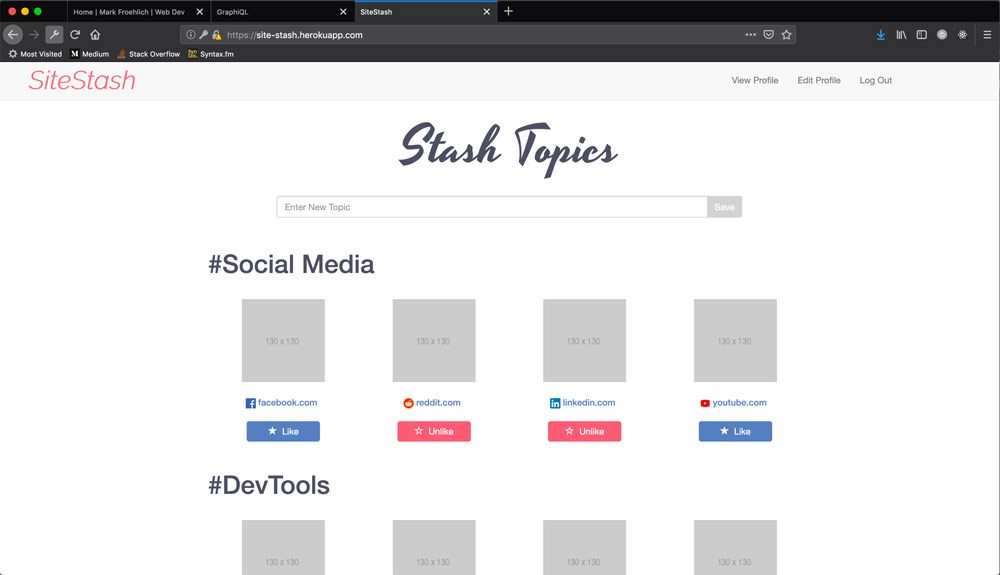 Home | Mark Froehlich | Web Dev
GraphiQL
SiteStash
https://site-stash.herokuapp.com
Most Visited
M Medium
Stack Overflow
Syntax.fm
SiteStash
View Profile
Edit Profile
Log Out
Stash Topics
Enter New Topic
Save
#Social Media
130 x 130
130 x 130
130 x 130
130 x 130
facebook.com
reddit.com
linkedin.com
youtube.com
Like
Unlike
Unlike
Like
#DevTools
130 x 130
130 x 130
130 x 130
130 x 130